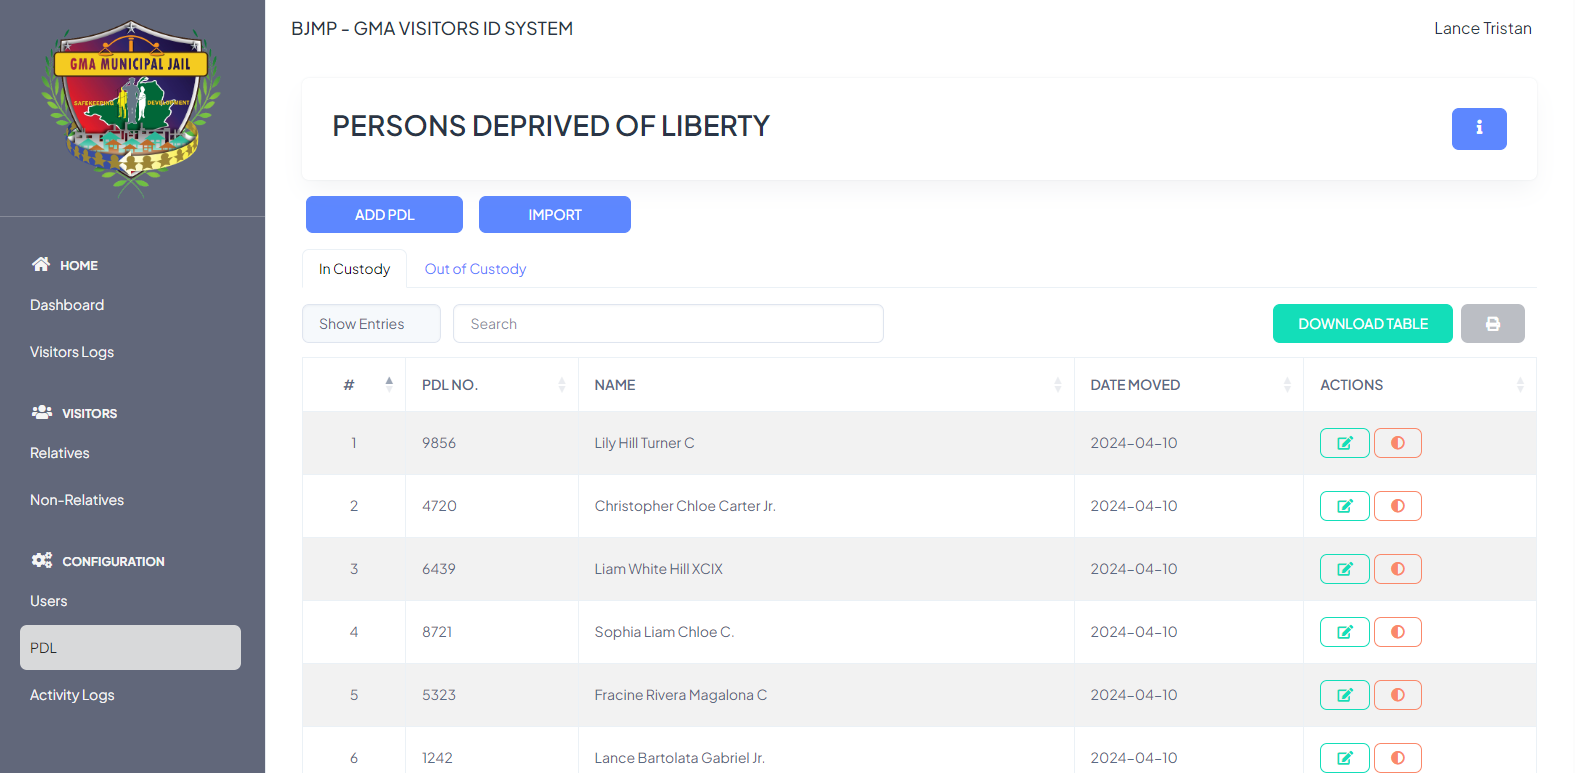 GMA MUNICIPAL JAIL
SAFEKEEPING DEVELOPMENT
BJMP - GMA VISITORS ID SYSTEM
Lance Tristan
HOME
Dashboard
Visitors Logs
VISITORS
Relatives
Non-Relatives
CONFIGURATION
Users
PDL
Activity Logs
PERSONS DEPRIVED OF LIBERTY
ADD PDL IMPORT
In Custody Out of Custody
Show Entries Search DOWNLOAD TABLE
# PDL NO. NAME DATE MOVED ACTIONS
1 9856 Lily Hill Turner C 2024-04-10
2 4720 Christopher Chloe Carter Jr. 2024-04-10
3 6439 Liam White Hill XCIX 2024-04-10
4 8721 Sophia Liam Chloe C. 2024-04-10
5 5323 Fracine Rivera Magalona C 2024-04-10
6 1242 Lance Bartolata Gabriel Jr. 2024-04-10